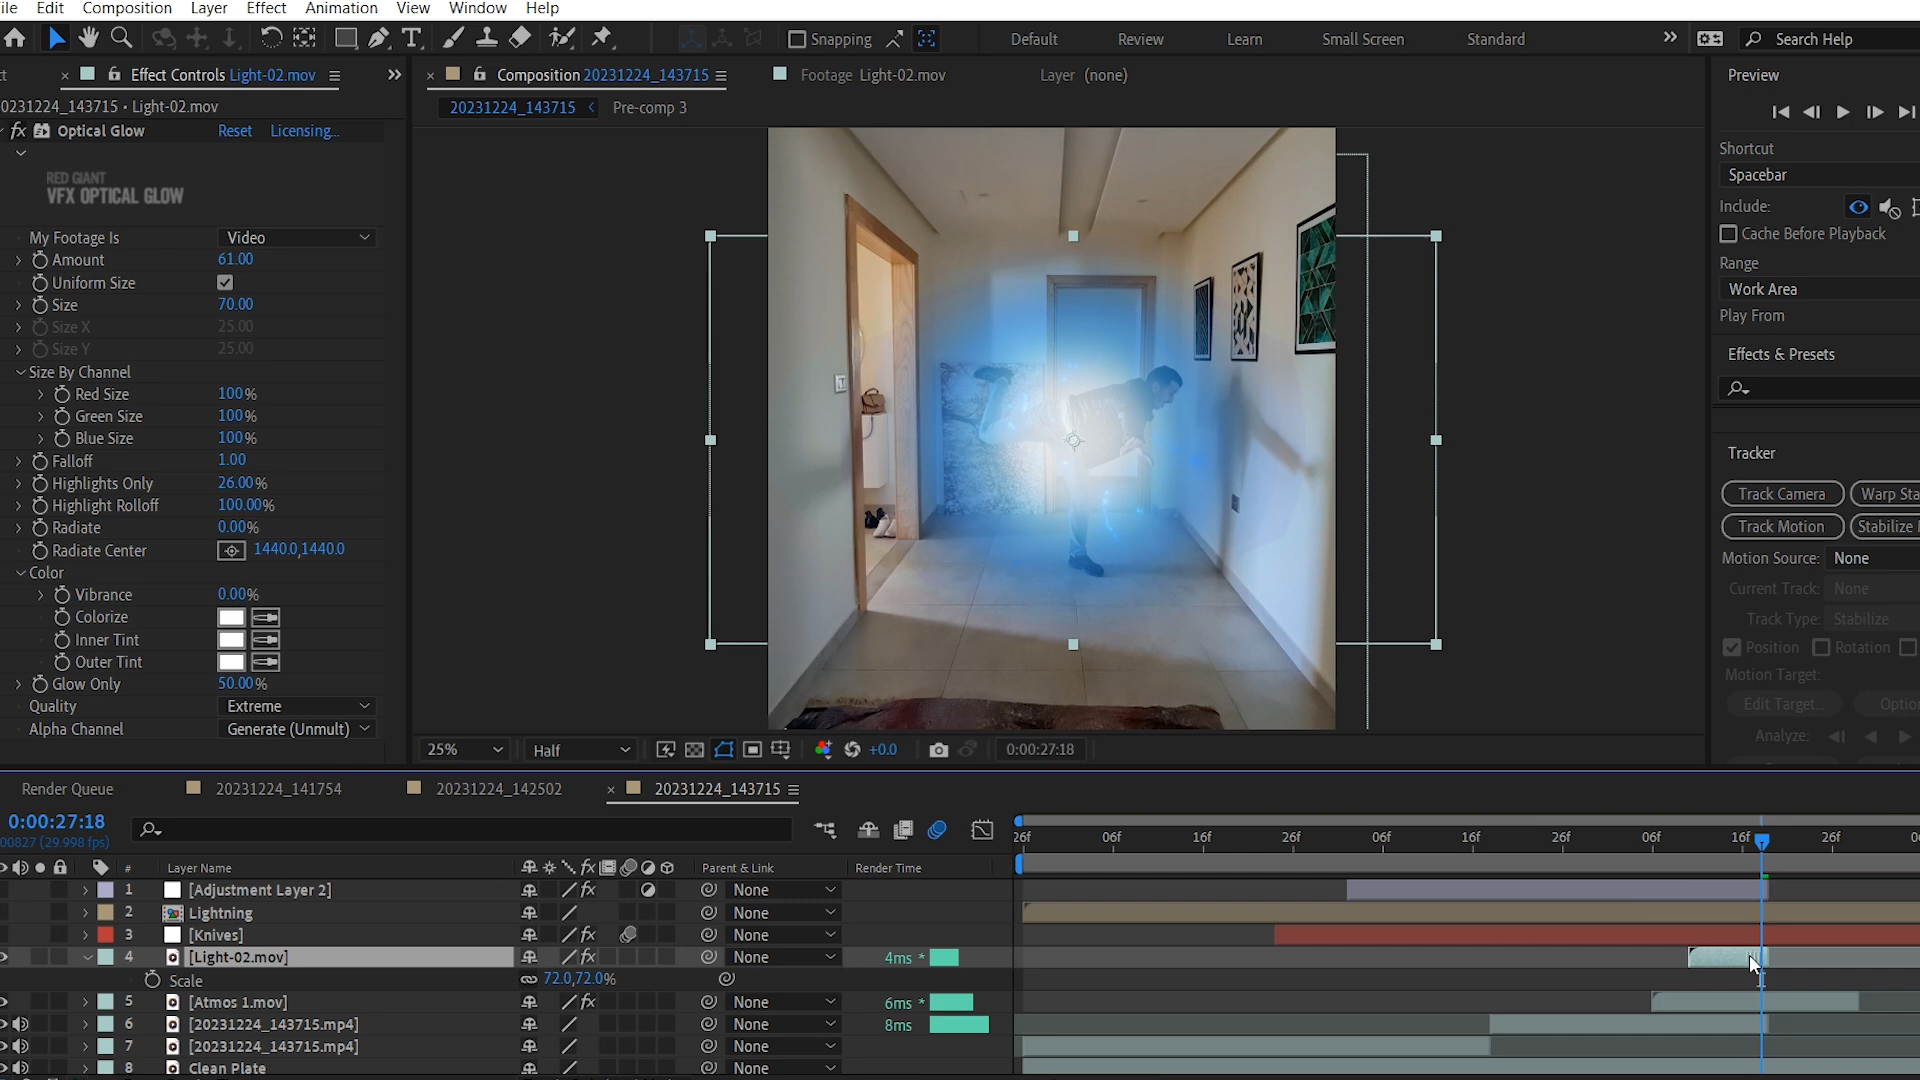 ile Edit Composition Layer Effect Animation View Window Help
Snapping Default Review Learn Small Screen Standard Search Help
Effect Controls Light-02.mov
Composition 20231224_143715
Footage Light-02.mov
Layer (none)
Preview
0231224_143715 • Light-02.mov
20231224_143715 Pre-comp 3
fx Optical Glow Reset Licensing...
RED GIANT
VFX OPTICAL GLOW
My Footage Is Video
Amount 61.00
Uniform Size
Size 70.00
Size X 25.00
Size Y 25.00
Size By Channel
Red Size 100%
Green Size 100%
Blue Size 100%
Falloff 1.00
Highlights Only 26.00%
Highlight Rolloff 100.00%
Radiate 0.00%
Radiate Center 1440.0,1440.0
Color
Vibrance 0.00%
Colorize
Inner Tint
Outer Tint
Glow Only 50.00%
Quality Extreme
Alpha Channel Generate (Unmult)
25% Half +0.0 0:00:27:18
Shortcut
Spacebar
Include:
Cache Before Playback
Range
Work Area
Play From
Effects & Presets
Tracker
Track Camera Warp Sta
Track Motion Stabilize
Motion Source: None
Current Track: None
Track Type: Stabilize
Position Rotation
Motion Target:
Edit Target... Optio
Analyze:
Render Queue 20231224_141754 20231224_142502 20231224_143715
0:00:27:18
00827 (29.998 fps)
26f 06f 16f 26f 06f 16f 26f 06f 16f 26f 0
# Layer Name fx Parent & Link Render Time
1 [Adjustment Layer 2] fx None
2 Lightning None
3 [Knives] fx None
4 [Light-02.mov] fx None 4ms *
Scale 72.0,72.0%
5 [Atmos 1.mov] fx None 6ms *
6 [20231224_143715.mp4] None 8ms
7 [20231224_143715.mp4] None
8 Clean Plate None